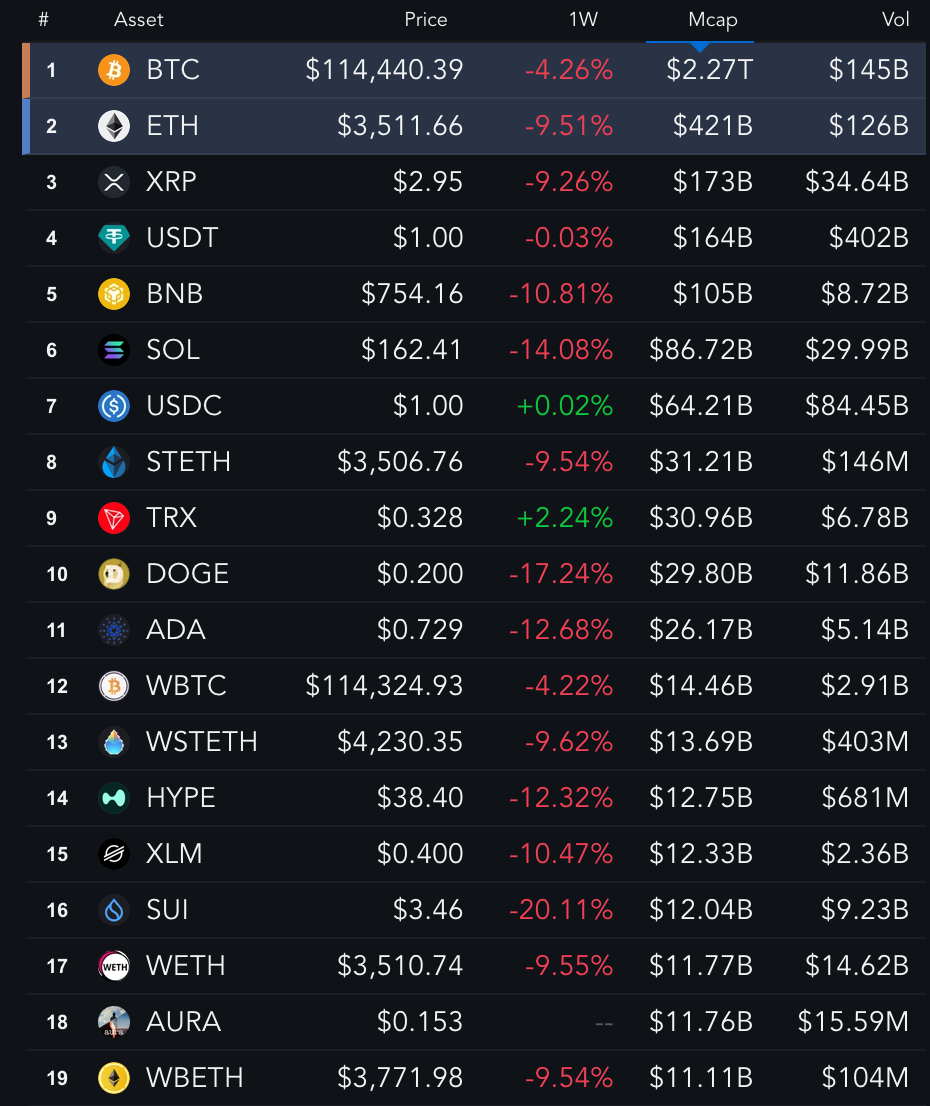 # Asset Price 1W Mcap Vol
1 BTC $114,440.39 -4.26% $2.27T $145B
2 ETH $3,511.66 -9.51% $421B $126B
3 XRP $2.95 -9.26% $173B $34.64B
4 USDT $1.00 -0.03% $164B $402B
5 BNB $754.16 -10.81% $105B $8.72B
6 SOL $162.41 -14.08% $86.72B $29.99B
7 USDC $1.00 +0.02% $64.21B $84.45B
8 STETH $3,506.76 -9.54% $31.21B $146M
9 TRX $0.328 +2.24% $30.96B $6.78B
10 DOGE $0.200 -17.24% $29.80B $11.86B
11 ADA $0.729 -12.68% $26.17B $5.14B
12 WBTC $114,324.93 -4.22% $14.46B $2.91B
13 WSTETH $4,230.35 -9.62% $13.69B $403M
14 HYPE $38.40 -12.32% $12.75B $681M
15 XLM $0.400 -10.47% $12.33B $2.36B
16 SUI $3.46 -20.11% $12.04B $9.23B
17 WETH WETH $3,510.74 -9.55% $11.77B $14.62B
18 aura AURA $0.153 -- $11.76B $15.59M
19 WBETH $3,771.98 -9.54% $11.11B $104M